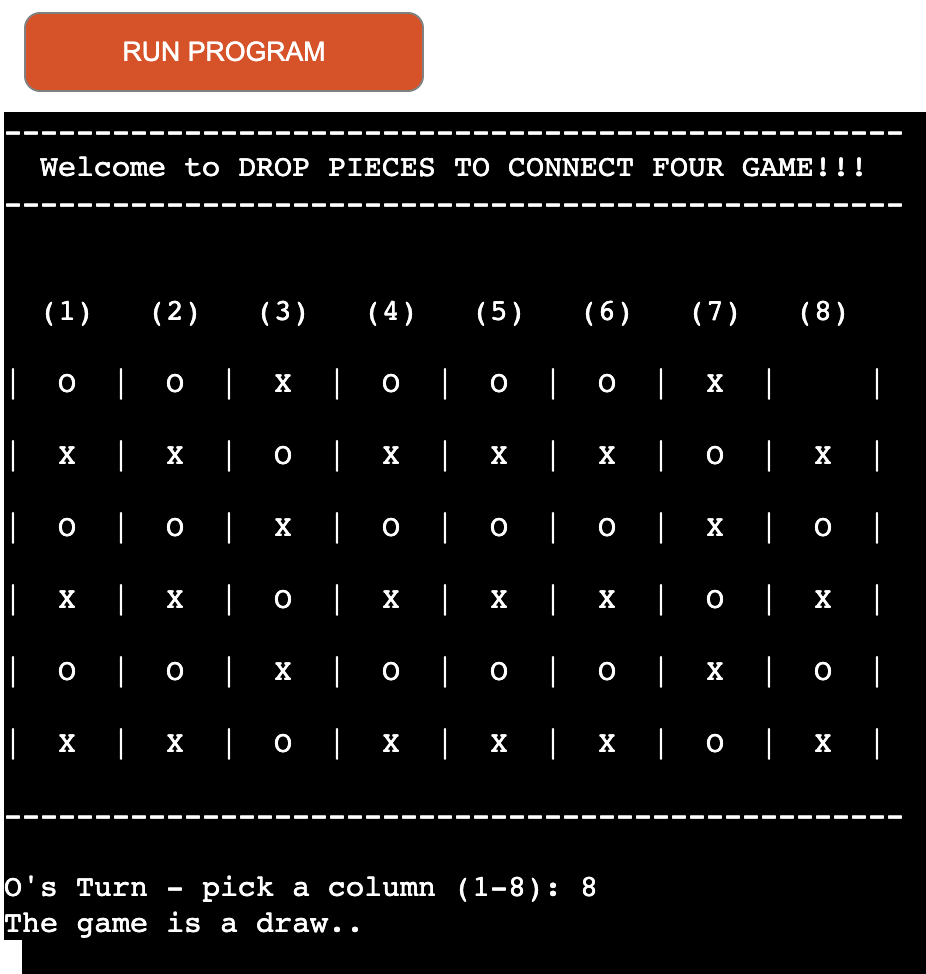 RUN PROGRAM
--------------------------------------------------
Welcome to DROP PIECES TO CONNECT FOUR GAME!!!
--------------------------------------------------
(1) (2) (3) (4) (5) (6) (7) (8)
| O | O | X | O | O | O | X |   |
| X | X | O | X | X | X | O | X |
| O | O | X | O | O | O | X | O |
| X | X | O | X | X | X | O | X |
| O | O | X | O | O | O | X | O |
| X | X | O | X | X | X | O | X |
--------------------------------------------------
O's Turn - pick a column (1-8): 8
The game is a draw..